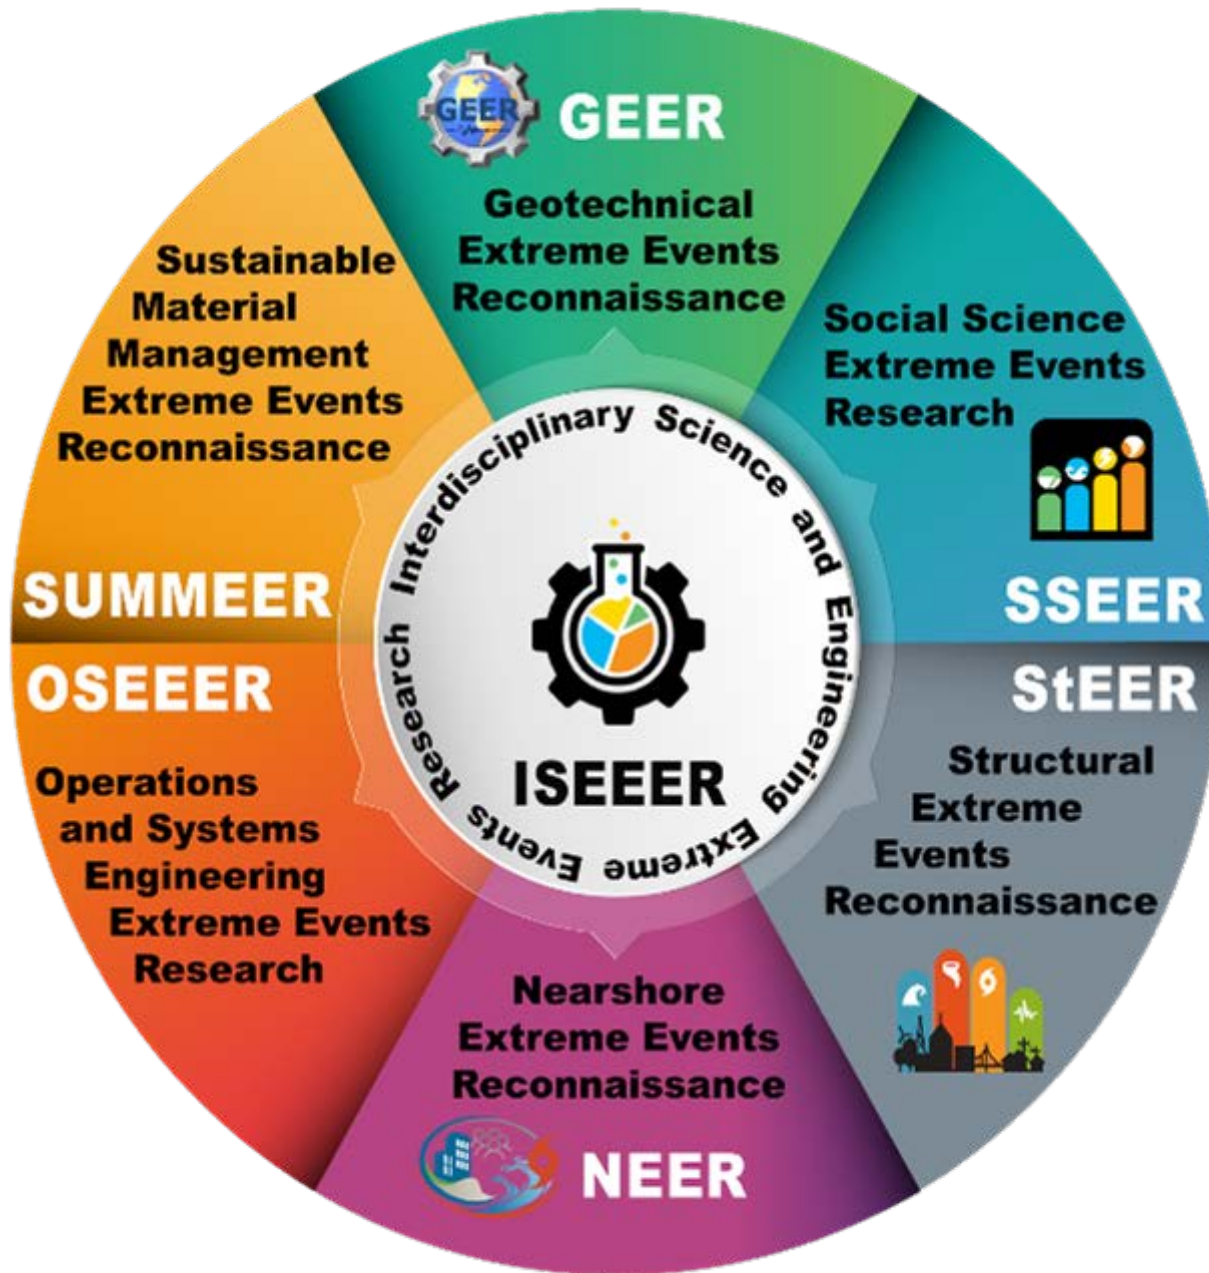 GEER
GEER
Geotechnical
Extreme Events
Reconnaissance
Social Science
Extreme Events
Research
SSEER
StEER
Structural
Extreme
Events
Reconnaissance
Nearshore
Extreme Events
Reconnaissance
NEER
OSEEER
Operations
and Systems
Engineering
Extreme Events
Research
Sustainable
Material
Management
Extreme Events
Reconnaissance
SUMMEER
Interdisciplinary Science and Engineering Extreme Events Research
ISEEER